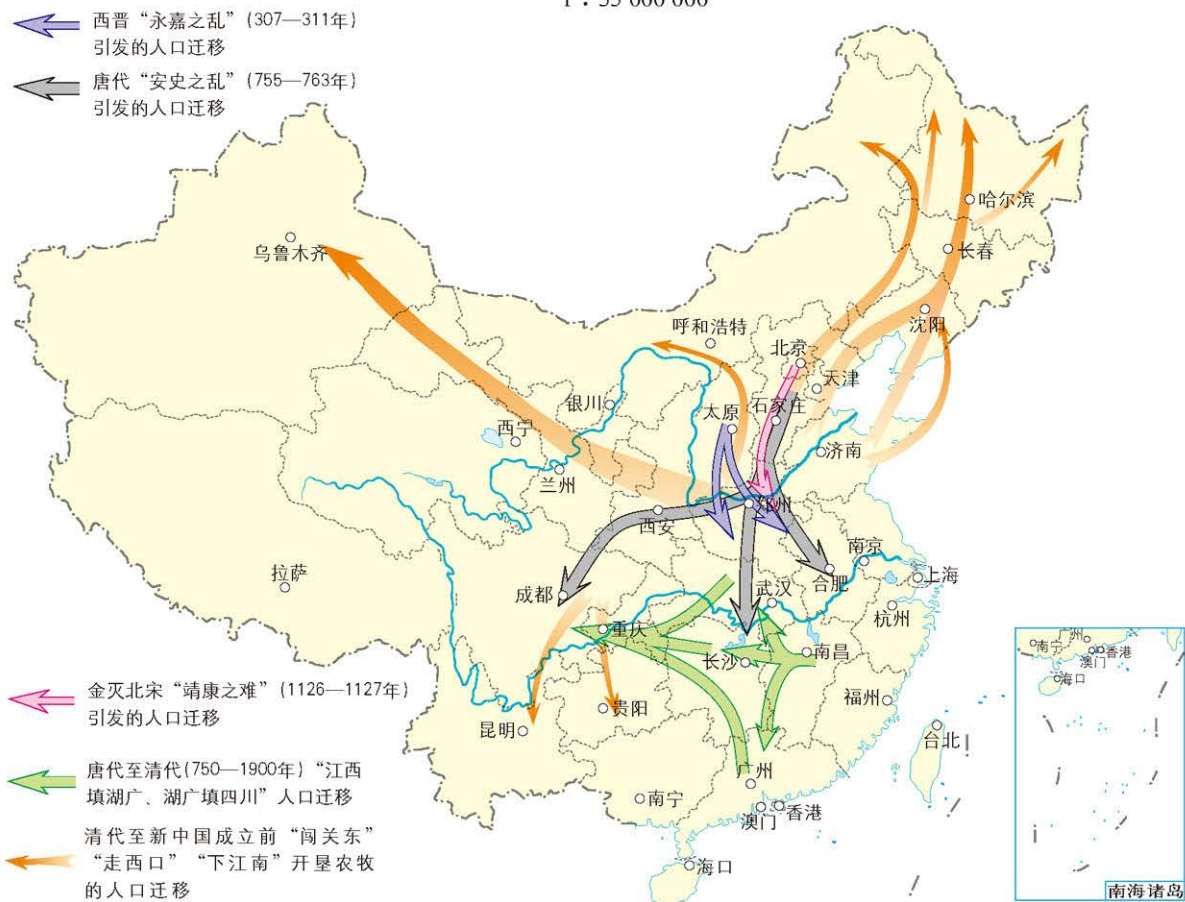 1∶35 000 000
西晋“永嘉之乱”(307—311年)
引发的人口迁移
唐代“安史之乱”(755—763年)
引发的人口迁移
哈尔滨
乌鲁木齐
长春
沈阳
呼和浩特
北京
天津
银川
太原
石家庄
西宁
济南
兰州
郑州
西安
南京
合肥
上海
拉萨
成都
武汉
杭州
重庆
南昌
长沙
金灭北宋“靖康之难”(1126—1127年)
引发的人口迁移
贵阳
福州
昆明
台北
唐代至清代(750—1900年)“江西
填湖广、湖广填四川”人口迁移
广州
南宁
香港
澳门
清代至新中国成立前“闯关东”
“走西口”“下江南”开垦农牧
的人口迁移
海口
广州
南宁
香港
澳门
海口
南海诸岛